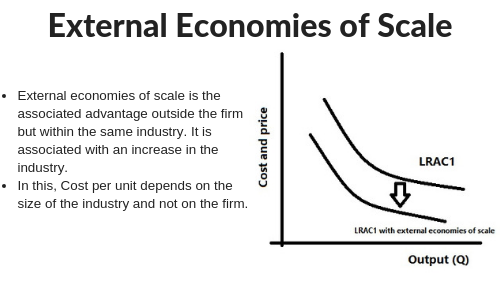 External Economies of Scale
• External economies of scale is the
associated advantage outside the firm
but within the same industry. It is
associated with an increase in the
industry.
• In this, Cost per unit depends on the
size of the industry and not on the firm.
Cost and price
LRAC1
LRAC1 with external economies of scale
Output (Q)